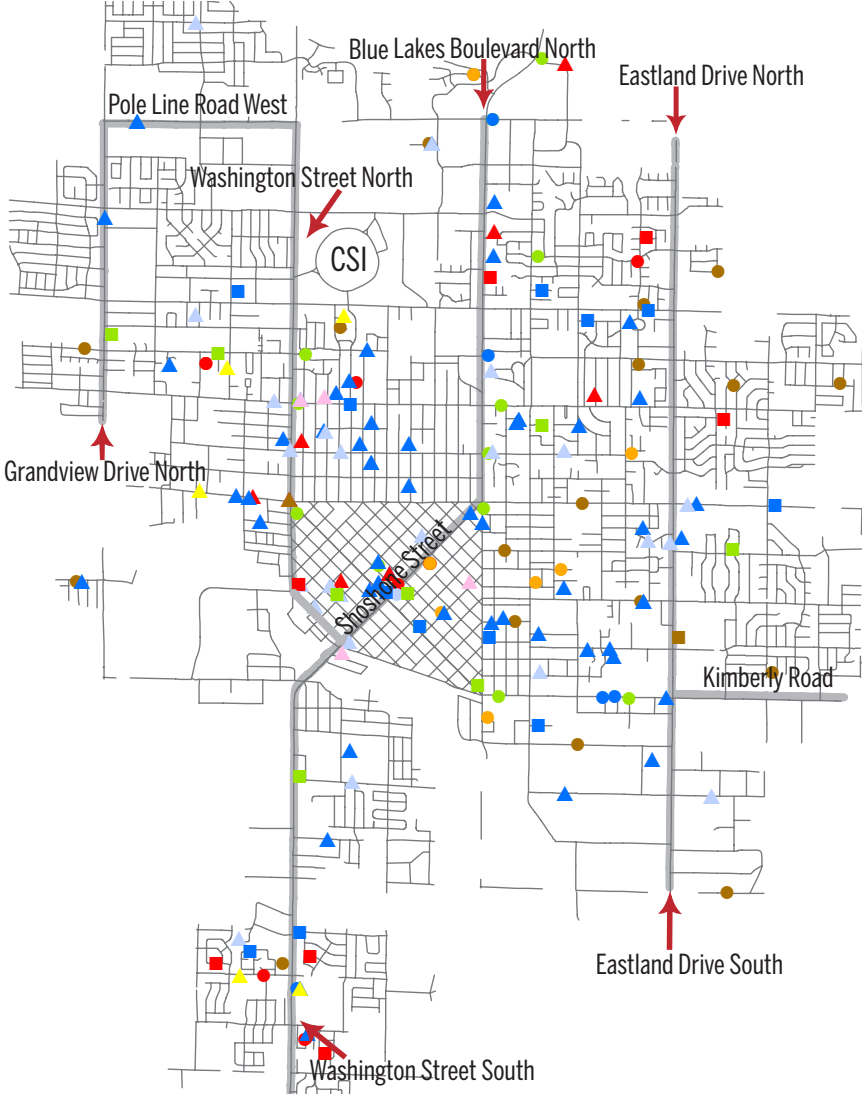 Blue Lakes Boulevard North
Eastland Drive North
Pole Line Road West
Washington Street North
CSI
Grandview Drive North
Shoshone Street
Kimberly Road
Eastland Drive South
Washington Street South